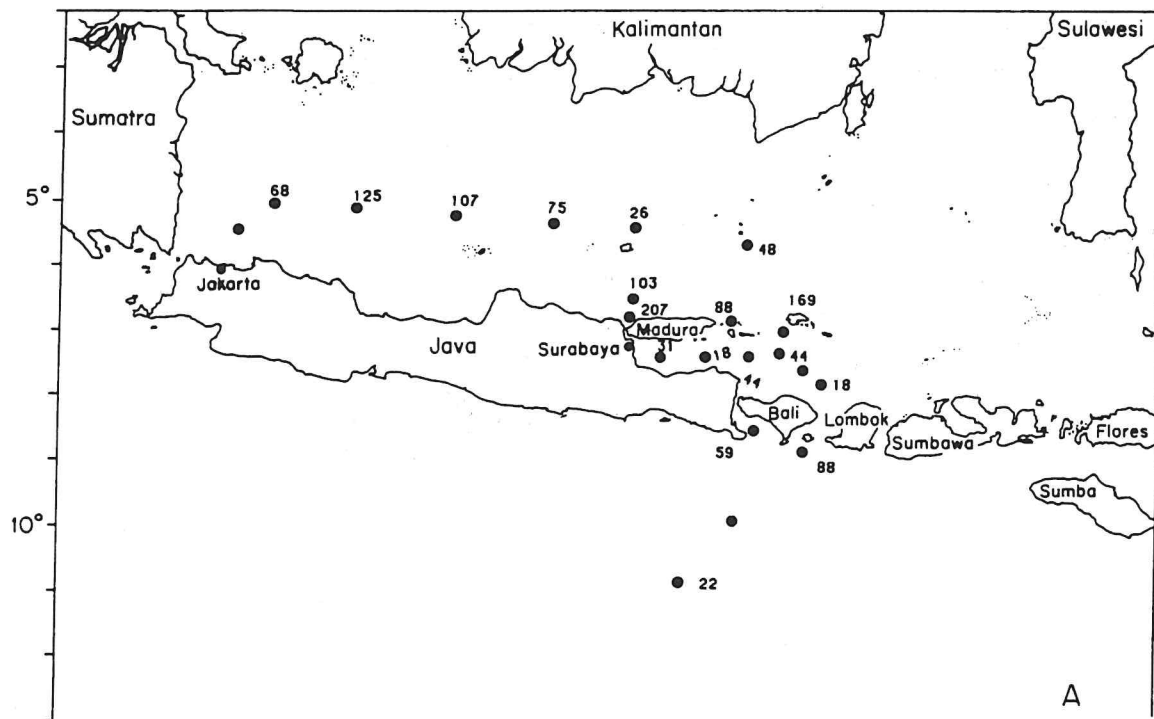 Kalimantan
Sulawesi
Sumatra
5°
68
125
107
75
26
48
Jakarta
103
207
88
169
Madura
Java
Surabaya
31
18
44
44
18
Bali
Lombok
Sumbawa
Flores
59
88
Sumba
10°
22
A